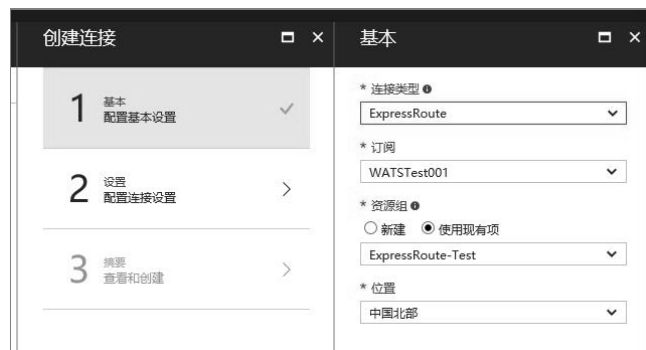 创建连接
1
基本
配置基本设置
2
设置
配置连接设置
3
摘要
查看和创建
基本
* 连接类型
ExpressRoute
* 订阅
WATSTest001
* 资源组
新建 使用现有项
ExpressRoute-Test
* 位置
中国北部